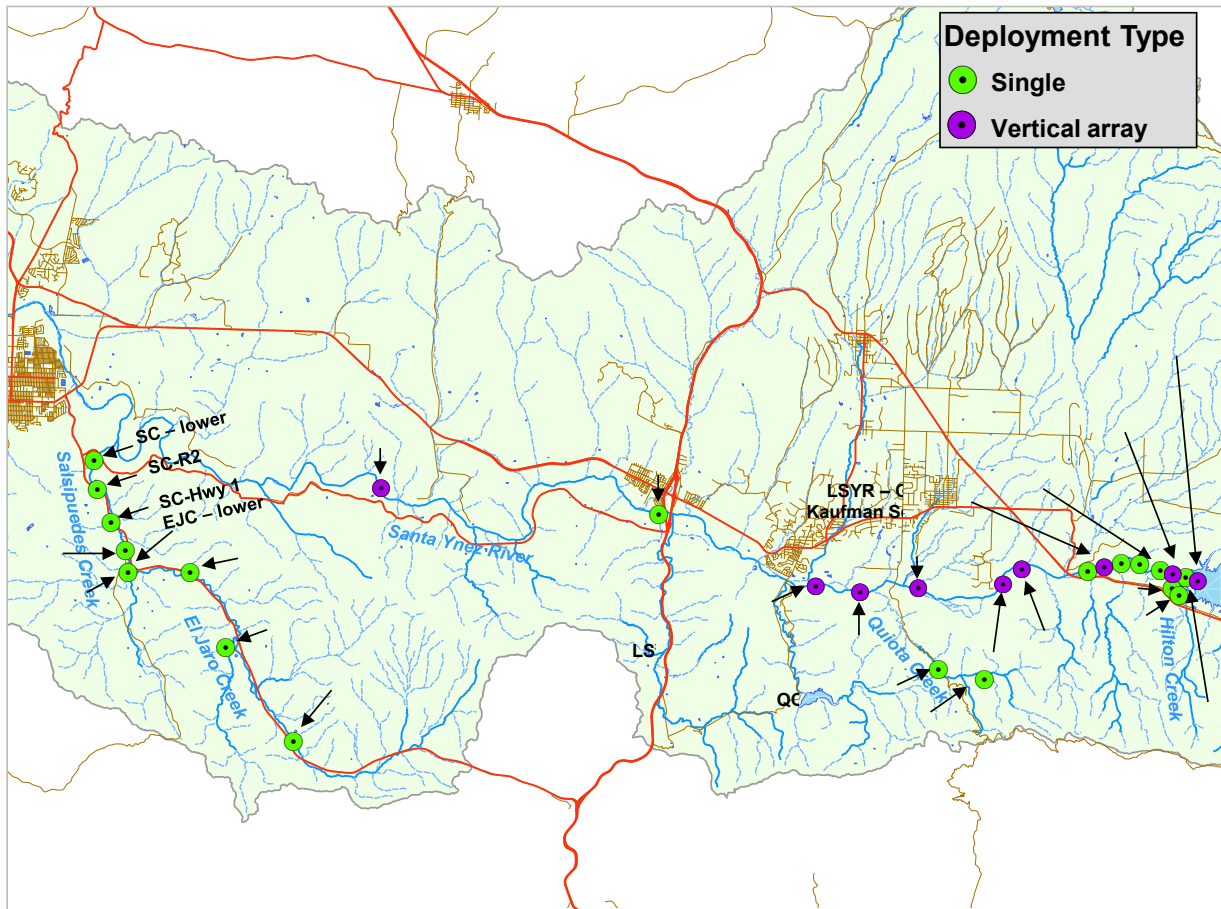 Deployment Type
Single
Vertical array
SC – lower
SC-R2
SC-Hwy 1
EJC – lower
Salsipuedes Creek
Santa Ynez River
El Jaro Creek
LSYR –
Kaufman
LS
QC
Quiota Creek
Hilton Creek